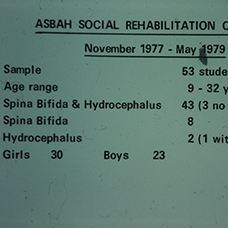 ASBAH SOCIAL REHABILITATION
November 1977 - May 1979
Sample 53
Age range 9 - 32
Spina Bifida & Hydrocephalus 43 (3 no
Spina Bifida 8
Hydrocephalus 2 (1
Girls 30 Boys 23